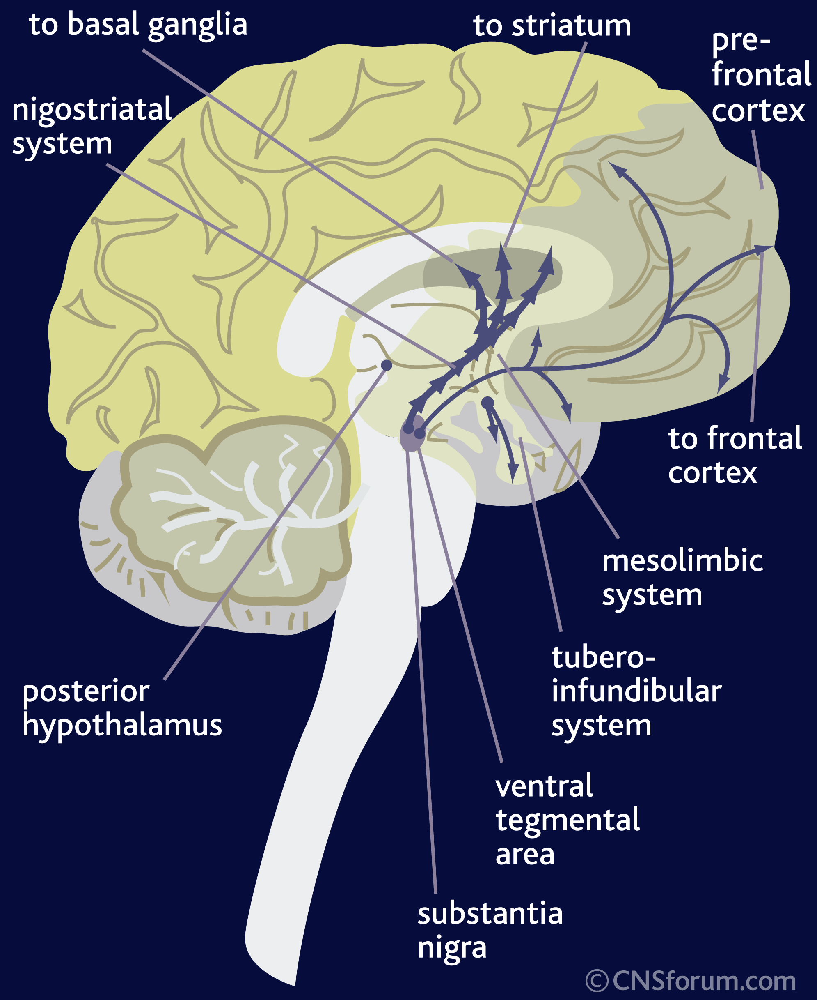 to basal ganglia
to striatum
pre-
frontal
cortex
nigostriatal
system
to frontal
cortex
mesolimbic
system
tubero-
infundibular
system
posterior
hypothalamus
ventral
tegmental
area
substantia
nigra
© CNSforum.com